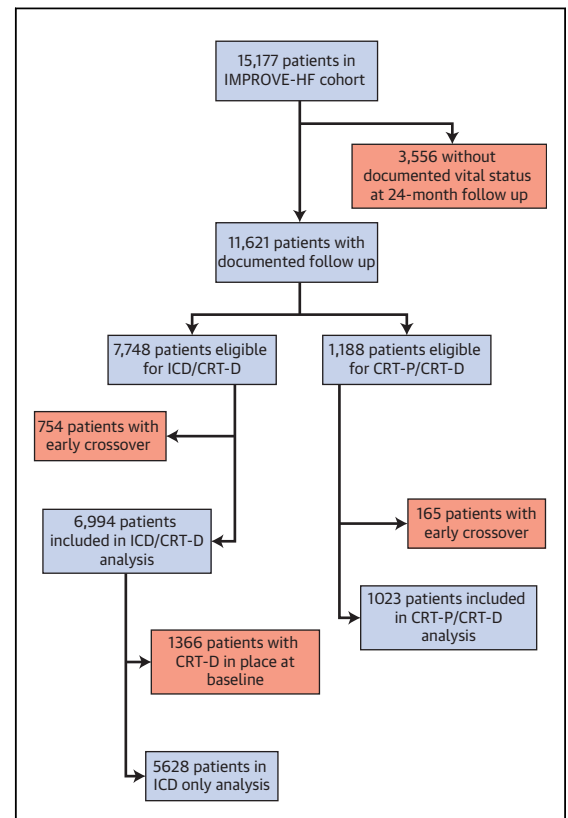 15,177 patients in
IMPROVE-HF cohort
3,556 without
documented vital status
at 24-month follow up
11,621 patients with
documented follow up
7,748 patients eligible
for ICD/CRT-D
1,188 patients eligible
for CRT-P/CRT-D
754 patients with
early crossover
6,994 patients
included in ICD/CRT-D
analysis
165 patients with
early crossover
1023 patients included
in CRT-P/CRT-D
analysis
1366 patients with
CRT-D in place at
baseline
5628 patients in
ICD only analysis